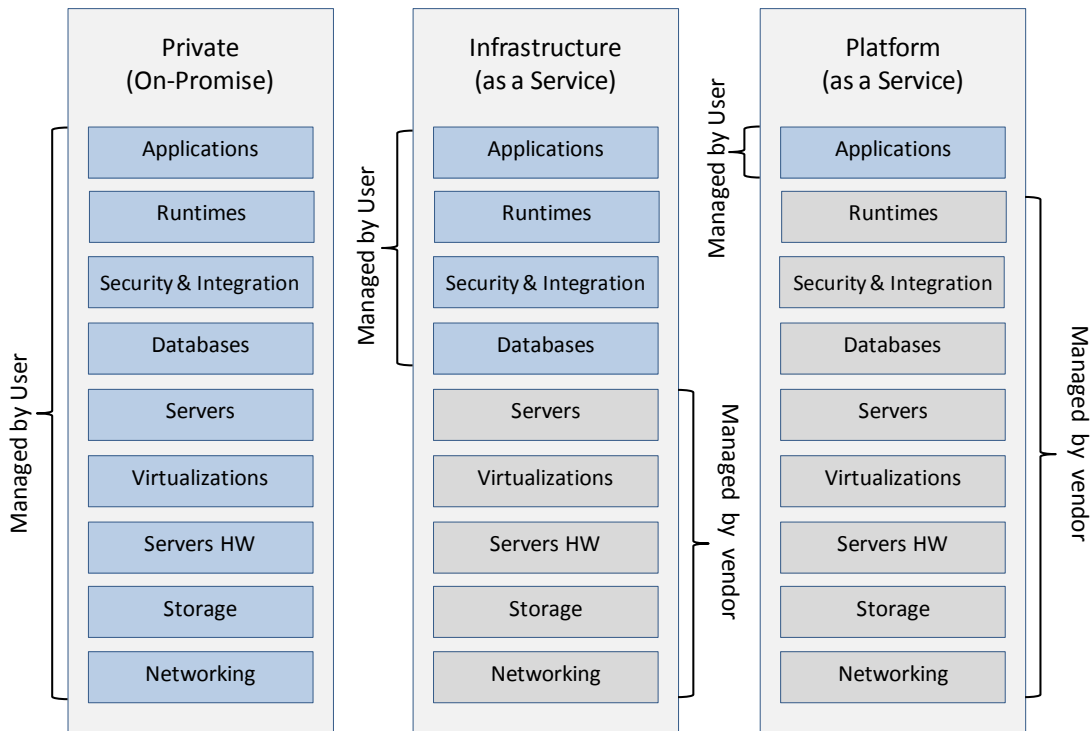 Private
(On-Promise)
Managed by User
Applications
Runtimes
Security & Integration
Databases
Servers
Virtualizations
Servers HW
Storage
Networking
Infrastructure
(as a Service)
Managed by User
Applications
Runtimes
Security & Integration
Databases
Servers
Virtualizations
Servers HW
Storage
Networking
Managed by vendor
Platform
(as a Service)
Managed by User
Applications
Runtimes
Security & Integration
Databases
Servers
Virtualizations
Servers HW
Storage
Networking
Managed by vendor